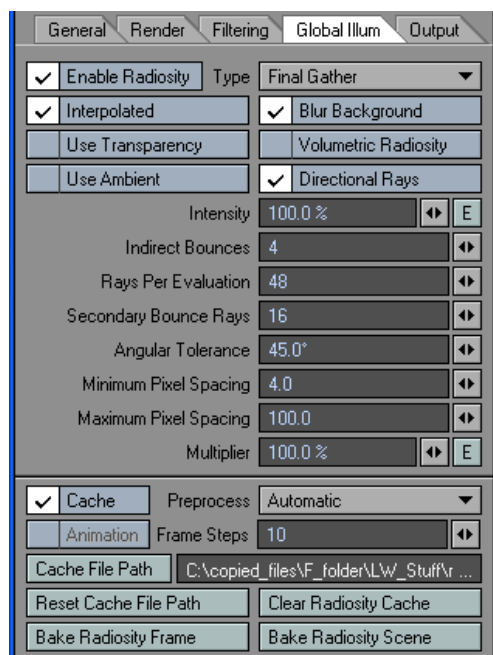 General Render Filtering Global Illum Output
Enable Radiosity Type Final Gather
Interpolated Blur Background
Use Transparency Volumetric Radiosity
Use Ambient Directional Rays
Intensity 100.0 % E
Indirect Bounces 4
Rays Per Evaluation 48
Secondary Bounce Rays 16
Angular Tolerance 45.0°
Minimum Pixel Spacing 4.0
Maximum Pixel Spacing 100.0
Multiplier 100.0 % E
Cache Preprocess Automatic
Animation Frame Steps 10
Cache File Path C:\copied_files\F_folder\LW_Stuff\r ...
Reset Cache File Path Clear Radiosity Cache
Bake Radiosity Frame Bake Radiosity Scene